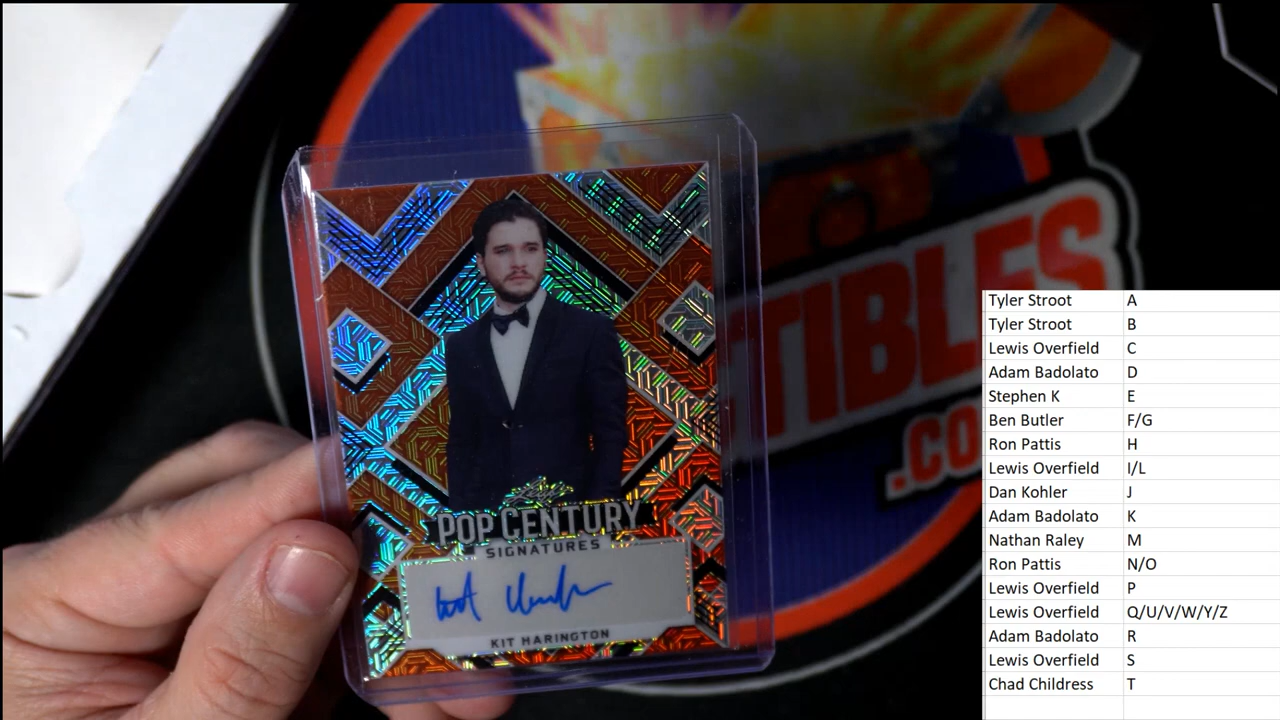 TIBLES
.CO
Leaf
POP CENTURY
SIGNATURES
KIT HARINGTON
Tyler Stroot A
Tyler Stroot B
Lewis Overfield C
Adam Badolato D
Stephen K E
Ben Butler F/G
Ron Pattis H
Lewis Overfield I/L
Dan Kohler J
Adam Badolato K
Nathan Raley M
Ron Pattis N/O
Lewis Overfield P
Lewis Overfield Q/U/V/W/Y/Z
Adam Badolato R
Lewis Overfield S
Chad Childress T